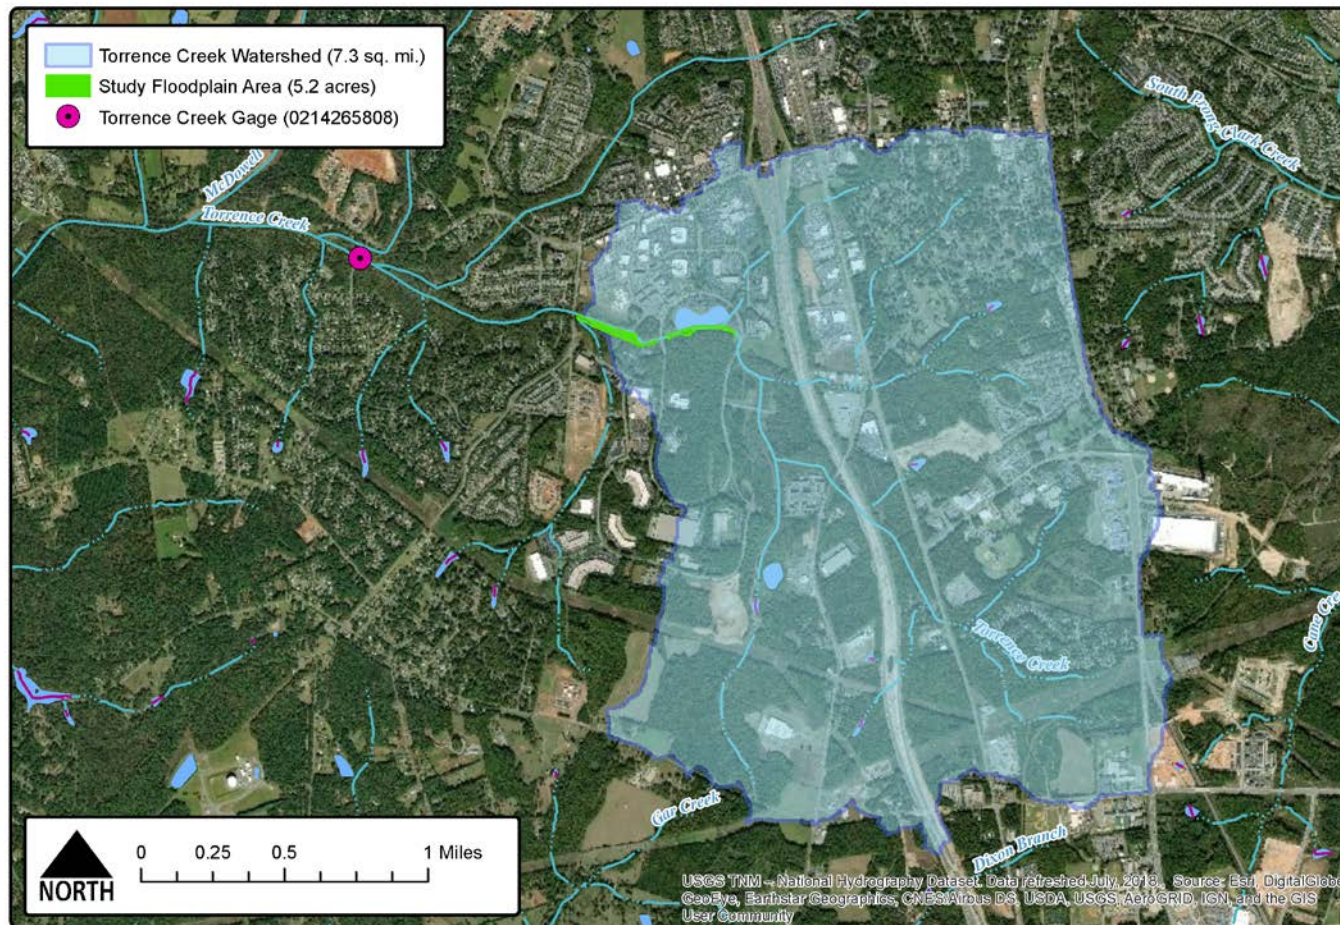 Torrence Creek Watershed (7.3 sq. mi.)
Study Floodplain Area (5.2 acres)
Torrence Creek Gage (0214265808)
South Prong Clark Creek
McDowell
Torrence Creek
Torrence Creek
Cane Cre
Gar Creek
Dixon Branch
NORTH
0 0.25 0.5 1 Miles
USGS TNM – National Hydrography Dataset. Data refreshed July, 2018., Source: Esri, DigitalGlobe
GeoEye, Earthstar Geographics, CNES/Airbus DS, USDA, USGS, AeroGRID, IGN, and the GIS
User Community